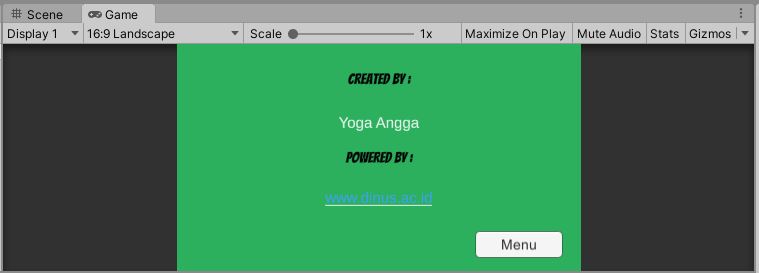 Scene Game
Display 1 16:9 Landscape Scale 1x Maximize On Play Mute Audio Stats Gizmos
CREATED BY :
Yoga Angga
POWERED BY :
www.dinus.ac.id
Menu